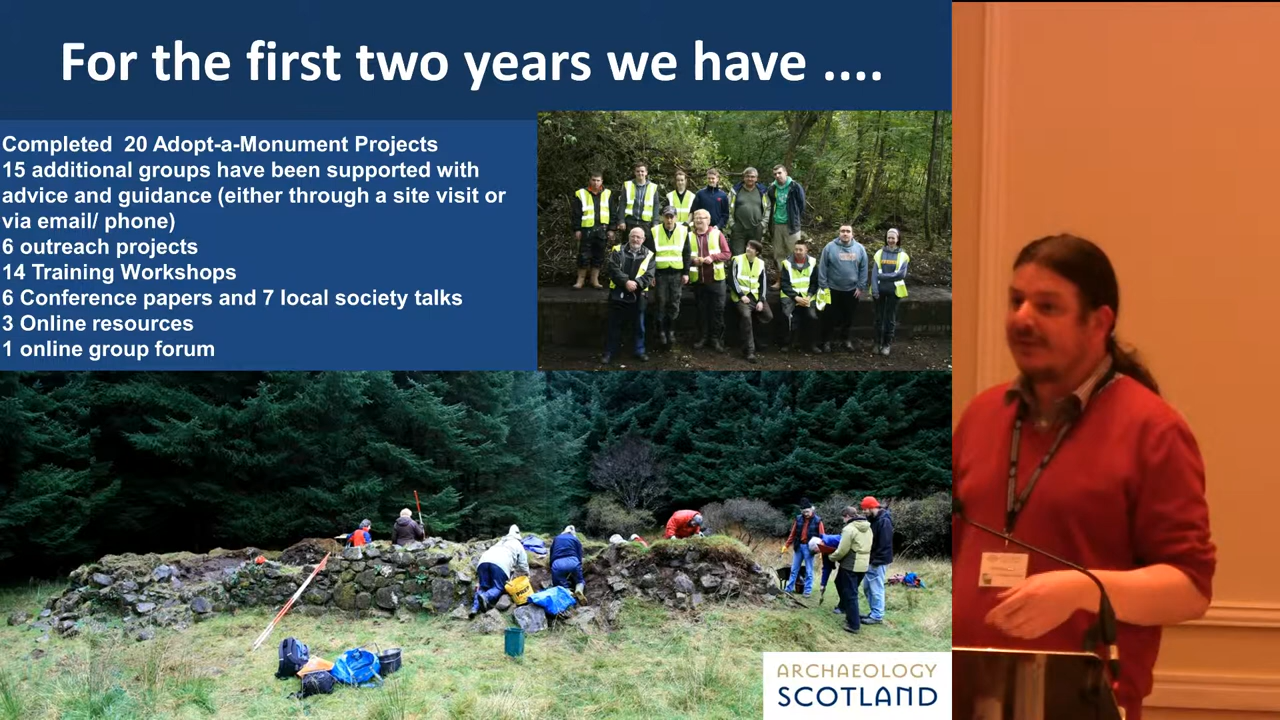 For the first two years we have ....
Completed  20 Adopt-a-Monument Projects
15 additional groups have been supported with
advice and guidance (either through a site visit or
via email/ phone)
6 outreach projects
14 Training Workshops
6 Conference papers and 7 local society talks
3 Online resources
1 online group forum
ARCHAEOLOGY
SCOTLAND